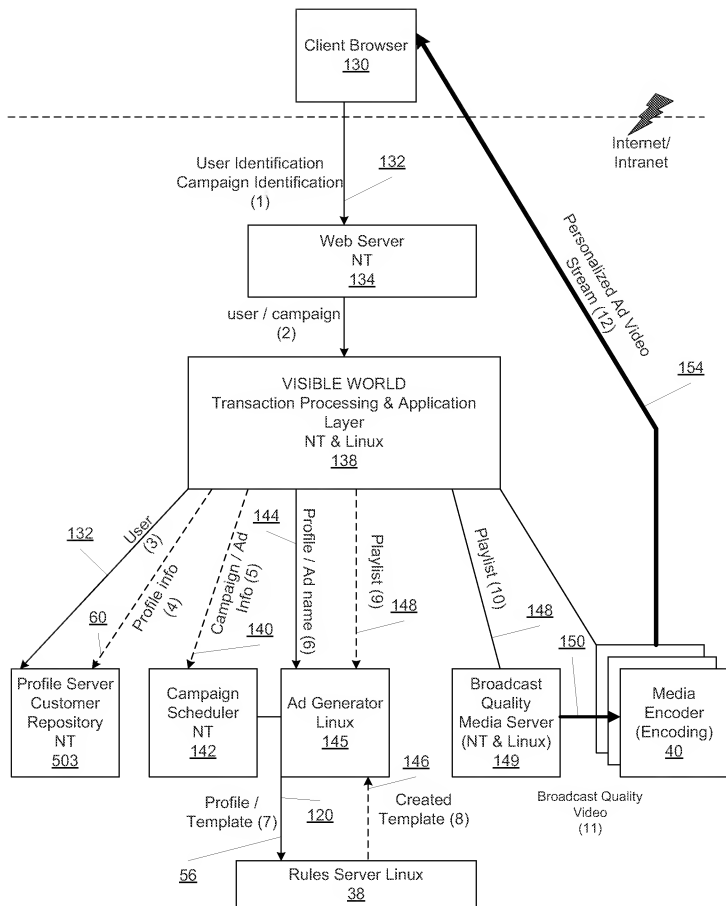 Client Browser
130
Internet/
Intranet
User Identification
Campaign Identification
(1)
132
Web Server
NT
134
user / campaign
(2)
Personalized Ad Video
Stream (12)
154
VISIBLE WORLD
Transaction Processing & Application
Layer
NT & Linux
138
132
User
(3)
Profile info
(4)
60
Campaign / Ad
Info (5)
140
144
Profile / Ad name (6)
Playlist (9)
148
Playlist (10)
148
150
Profile Server
Customer
Repository
NT
503
Campaign
Scheduler
NT
142
Ad Generator
Linux
145
Broadcast
Quality
Media Server
(NT & Linux)
149
Media
Encoder
(Encoding)
40
Profile /
Template (7)
120
146
Created
Template (8)
Broadcast Quality
Video
(11)
56
Rules Server Linux
38